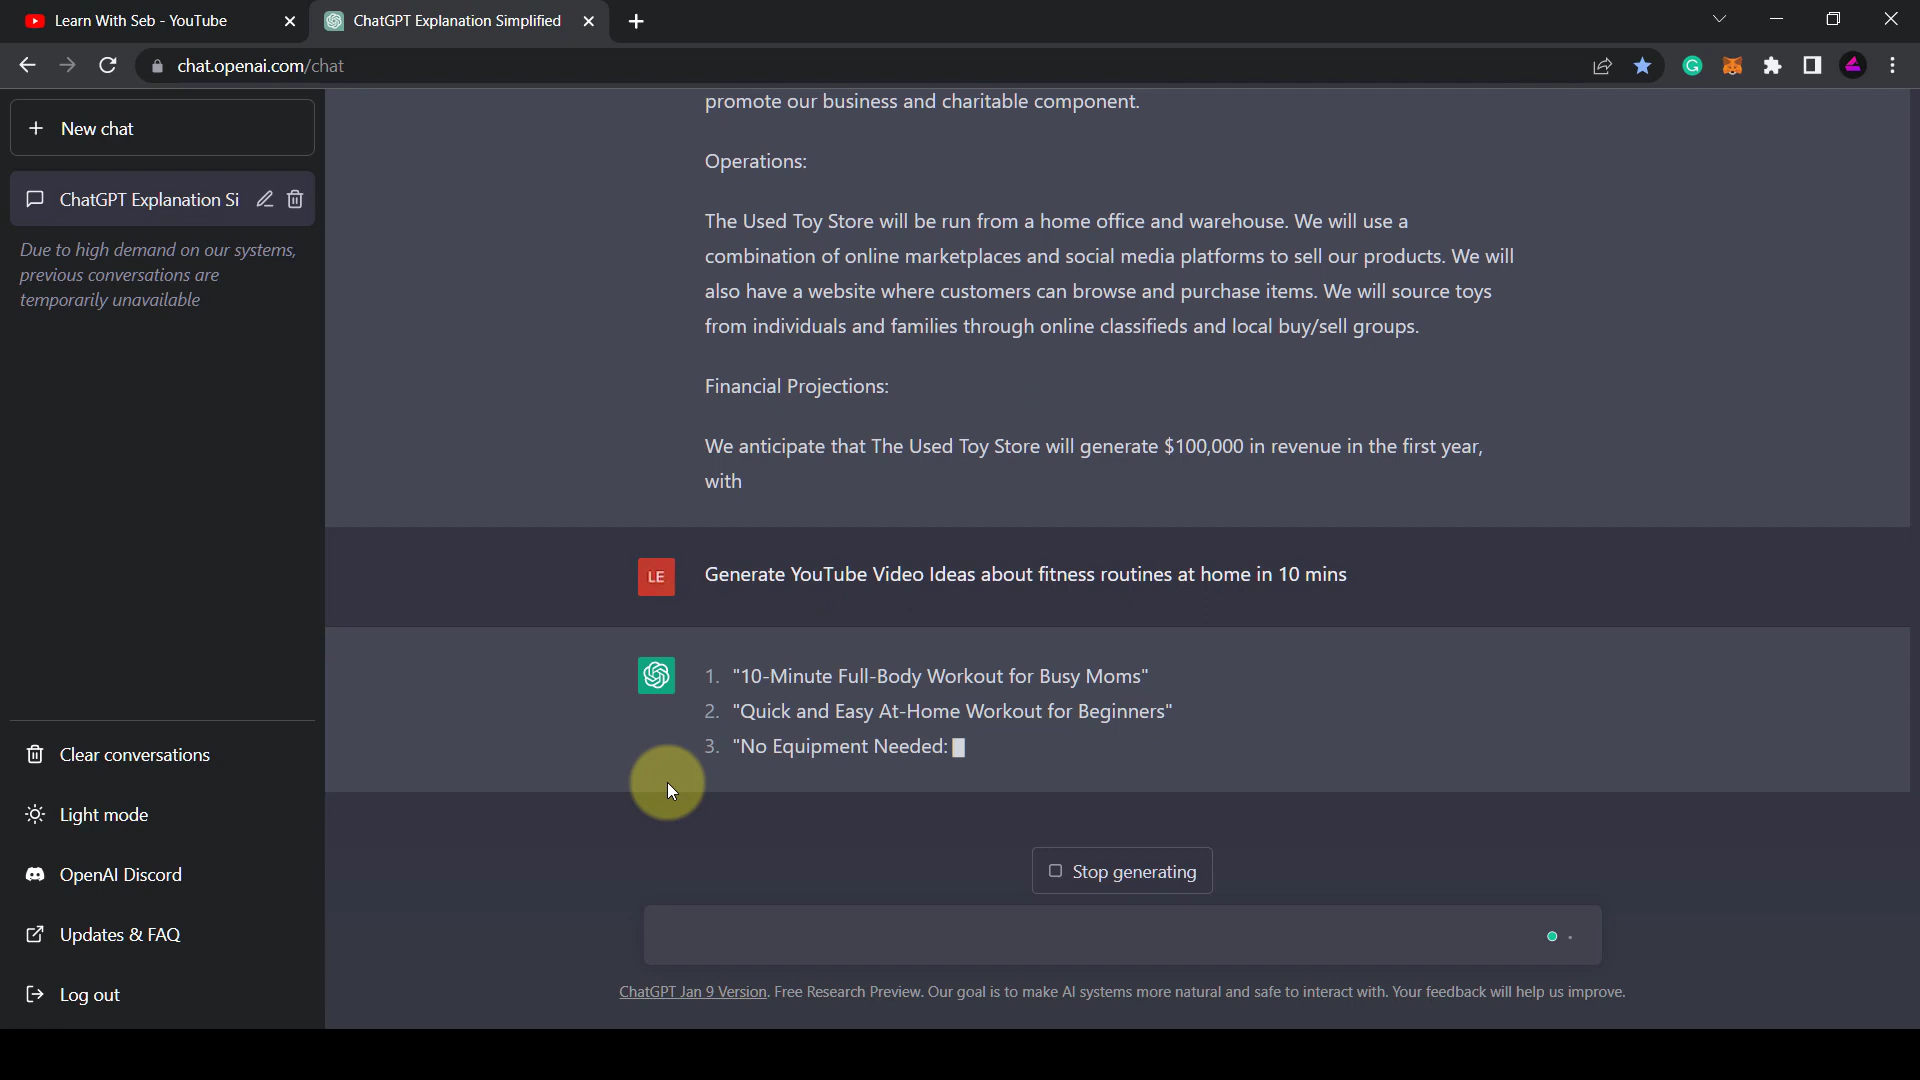 Learn With Seb - YouTube
ChatGPT Explanation Simplified
chat.openai.com/chat
New chat
ChatGPT Explanation Si
Due to high demand on our systems,
previous conversations are
temporarily unavailable
promote our business and charitable component.
Operations:
The Used Toy Store will be run from a home office and warehouse. We will use a
combination of online marketplaces and social media platforms to sell our products. We will
also have a website where customers can browse and purchase items. We will source toys
from individuals and families through online classifieds and local buy/sell groups.
Financial Projections:
We anticipate that The Used Toy Store will generate $100,000 in revenue in the first year,
with
LE
Generate YouTube Video Ideas about fitness routines at home in 10 mins
1. "10-Minute Full-Body Workout for Busy Moms"
2. "Quick and Easy At-Home Workout for Beginners"
3. "No Equipment Needed:
Clear conversations
Light mode
OpenAI Discord
Updates & FAQ
Log out
Stop generating
ChatGPT Jan 9 Version. Free Research Preview. Our goal is to make AI systems more natural and safe to interact with. Your feedback will help us improve.